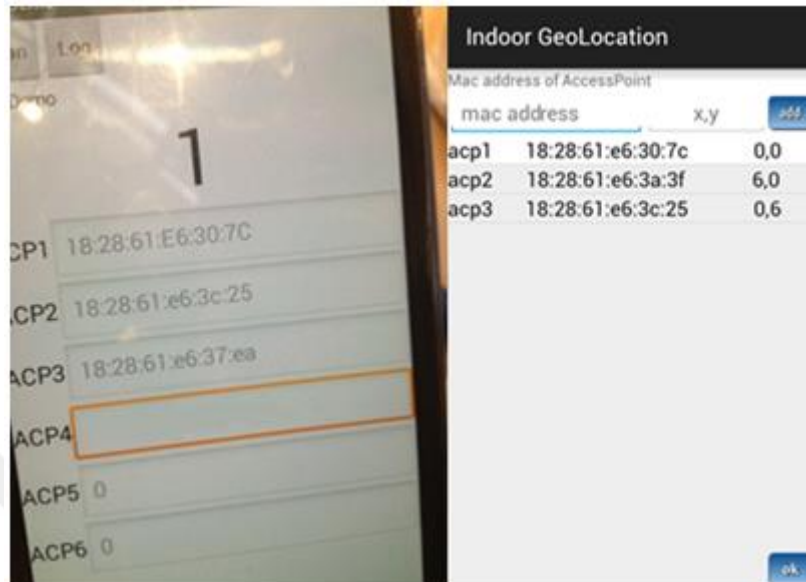 Log
1
ACP1 18:28:61:E6:30:7C
ACP2 18:28:61:e6:3c:25
ACP3 18:28:61:e6:37:ea
ACP4
ACP5 0
ACP6 0
Indoor GeoLocation
Mac address of AccessPoint
mac address x,y add
acp1 18:28:61:e6:30:7c 0,0
acp2 18:28:61:e6:3a:3f 6,0
acp3 18:28:61:e6:3c:25 0,6
ok